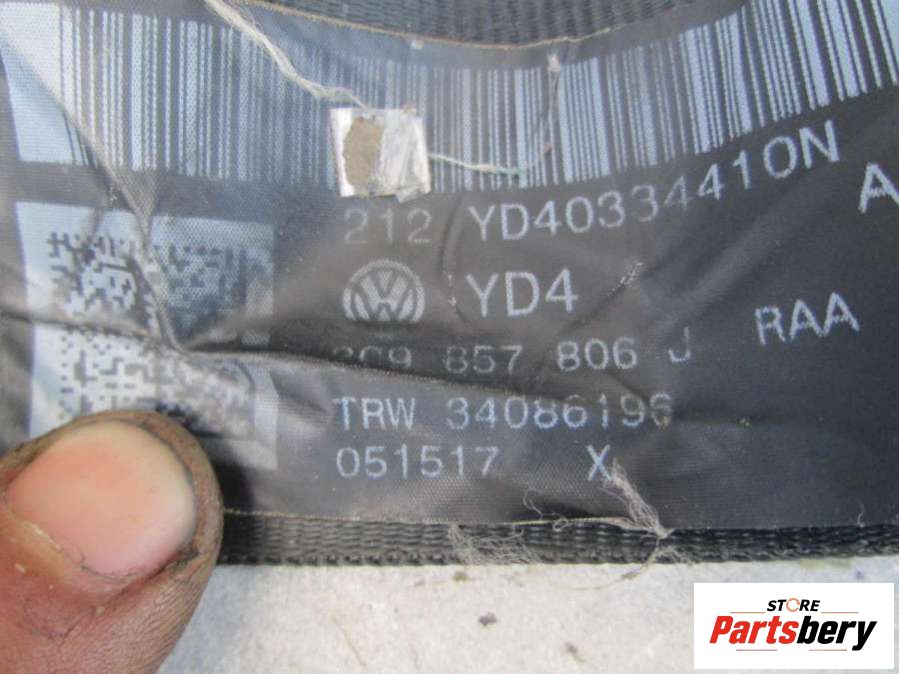 212 YD40334410N
A
YD4
857 806 J RAA
TRW 34086196
051517 X
STORE
Partsbery